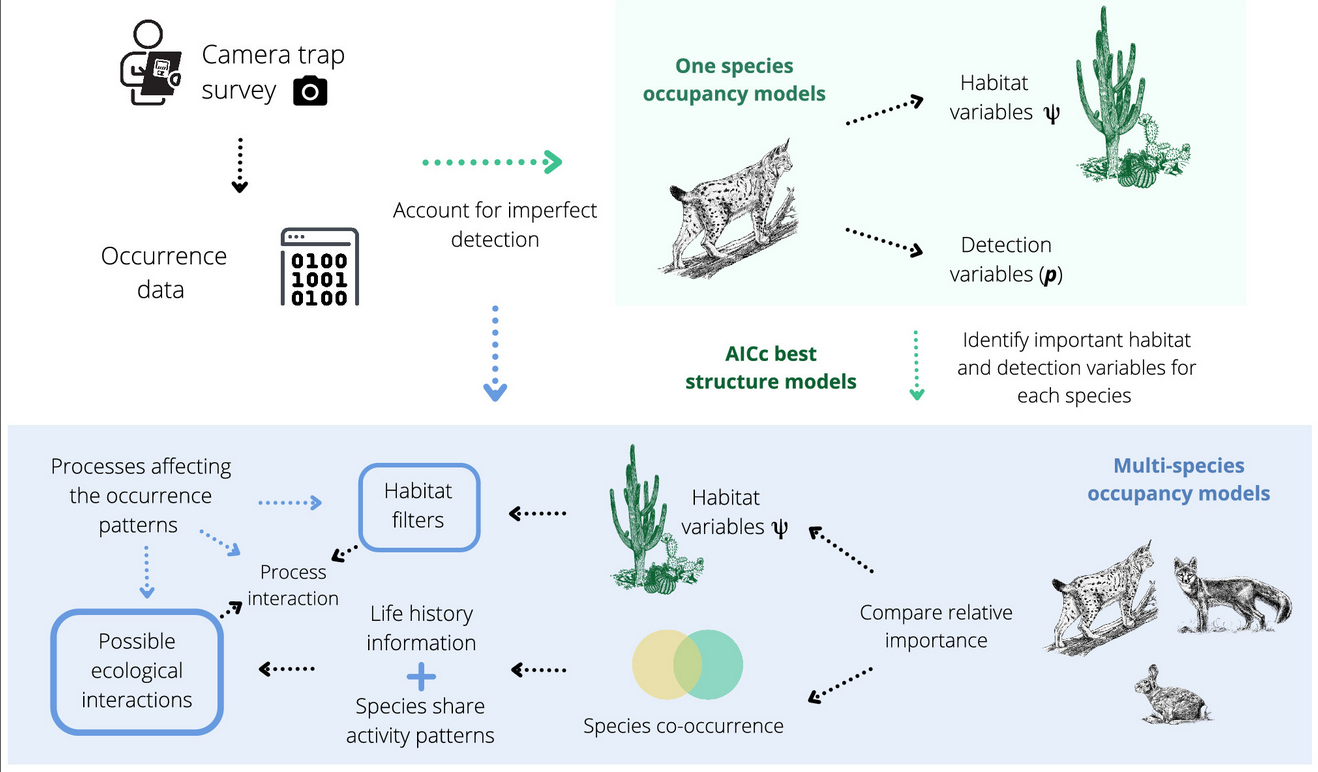 Camera trap
survey
Occurrence
data
0100
1001
0100
Account for imperfect
detection
One species
occupancy models
Habitat
variables ψ
Detection
variables (p)
AICc best
structure models
Identify important habitat
and detection variables for
each species
Multi-species
occupancy models
Compare relative
importance
Habitat
variables ψ
Species co-occurrence
Habitat
filters
Life history
information
Species share
activity patterns
Processes affecting
the occurrence
patterns
Process
interaction
Possible
ecological
interactions